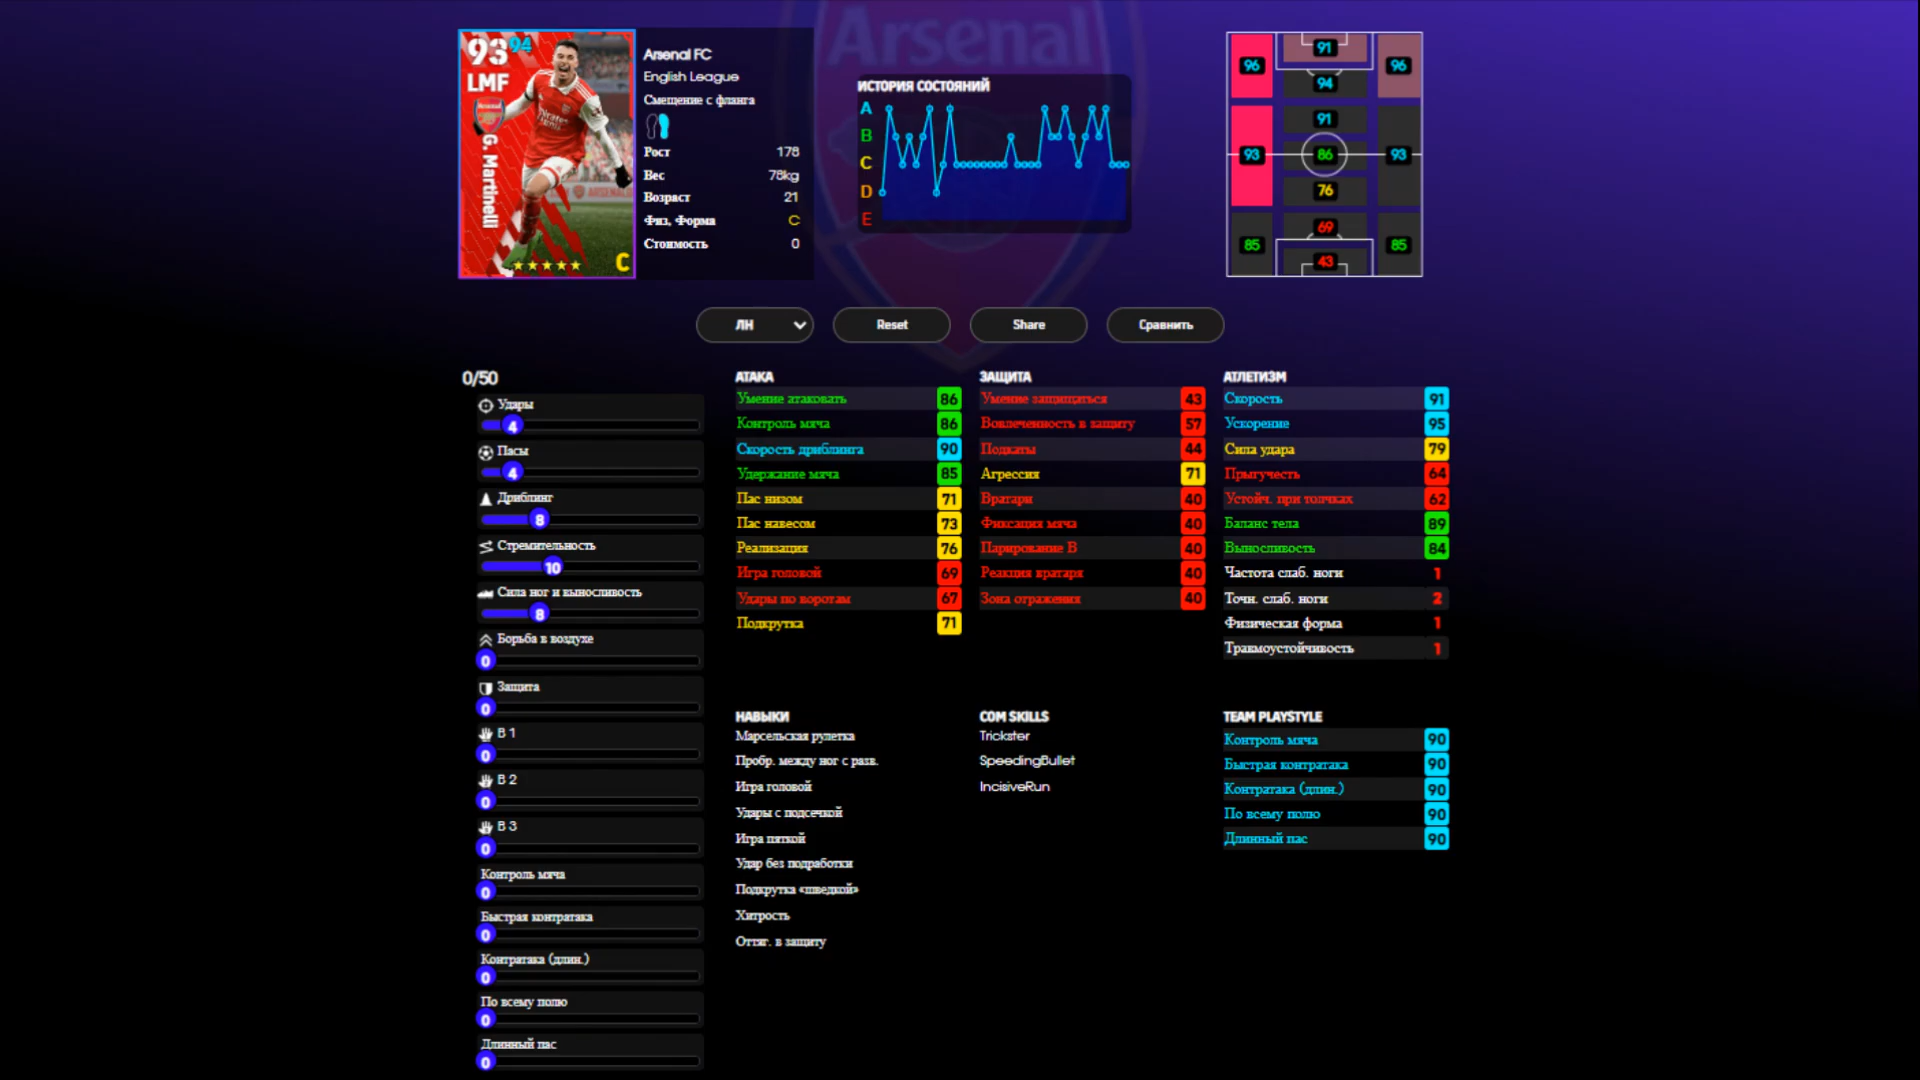 Arsenal
93 94
LMF
G. Martinelli
C
Arsenal FC
English League
Смещение с фланга
Рост 178
Вес 78kg
Возраст 21
Физ. Форма C
Стоимость 0
ИСТОРИЯ СОСТОЯНИЙ
A
B
C
D
E
91
96 96
94
91
93 86 93
76
69
85 85
43
ЛН
Reset
Share
Сравнить
0/50
Удары
4
Пасы
4
Дриблинг
8
Стремительность
10
Сила ног и выносливость
8
Борьба в воздухе
0
Защита
0
В 1
0
В 2
0
В 3
0
Контроль мяча
0
Быстрая контратака
0
Контратака (длин.)
0
По всему полю
0
Длинный пас
0
АТАКА
Умение атаковать 86
Контроль мяча 86
Скорость дриблинга 90
Удержание мяча 85
Пас низом 71
Пас навесом 73
Реализация 76
Игра головой 69
Удары по воротам 67
Подкрутка 71
ЗАЩИТА
Умение защищаться 43
Вовлеченность в защиту 57
Подкаты 44
Агрессия 71
Вратари 40
Фиксация мяча 40
Парирование В 40
Реакция вратаря 40
Зона отражения 40
АТЛЕТИЗМ
Скорость 91
Ускорение 95
Сила удара 79
Прыгучесть 64
Устойч. при толчках 62
Баланс тела 89
Выносливость 84
Частота слаб. ноги 1
Точн. слаб. ноги 2
Физическая форма 1
Травмоустойчивость 1
НАВЫКИ
Марсельская рулетка
Пробр. между ног с разв.
Игра головой
Удары с подсечкой
Игра пяткой
Удар без подработки
Подкрутка «шведкой»
Хитрость
Оттяг. в защиту
COM SKILLS
Trickster
SpeedingBullet
IncisiveRun
TEAM PLAYSTYLE
Контроль мяча 90
Быстрая контратака 90
Контратака (длин.) 90
По всему полю 90
Длинный пас 90